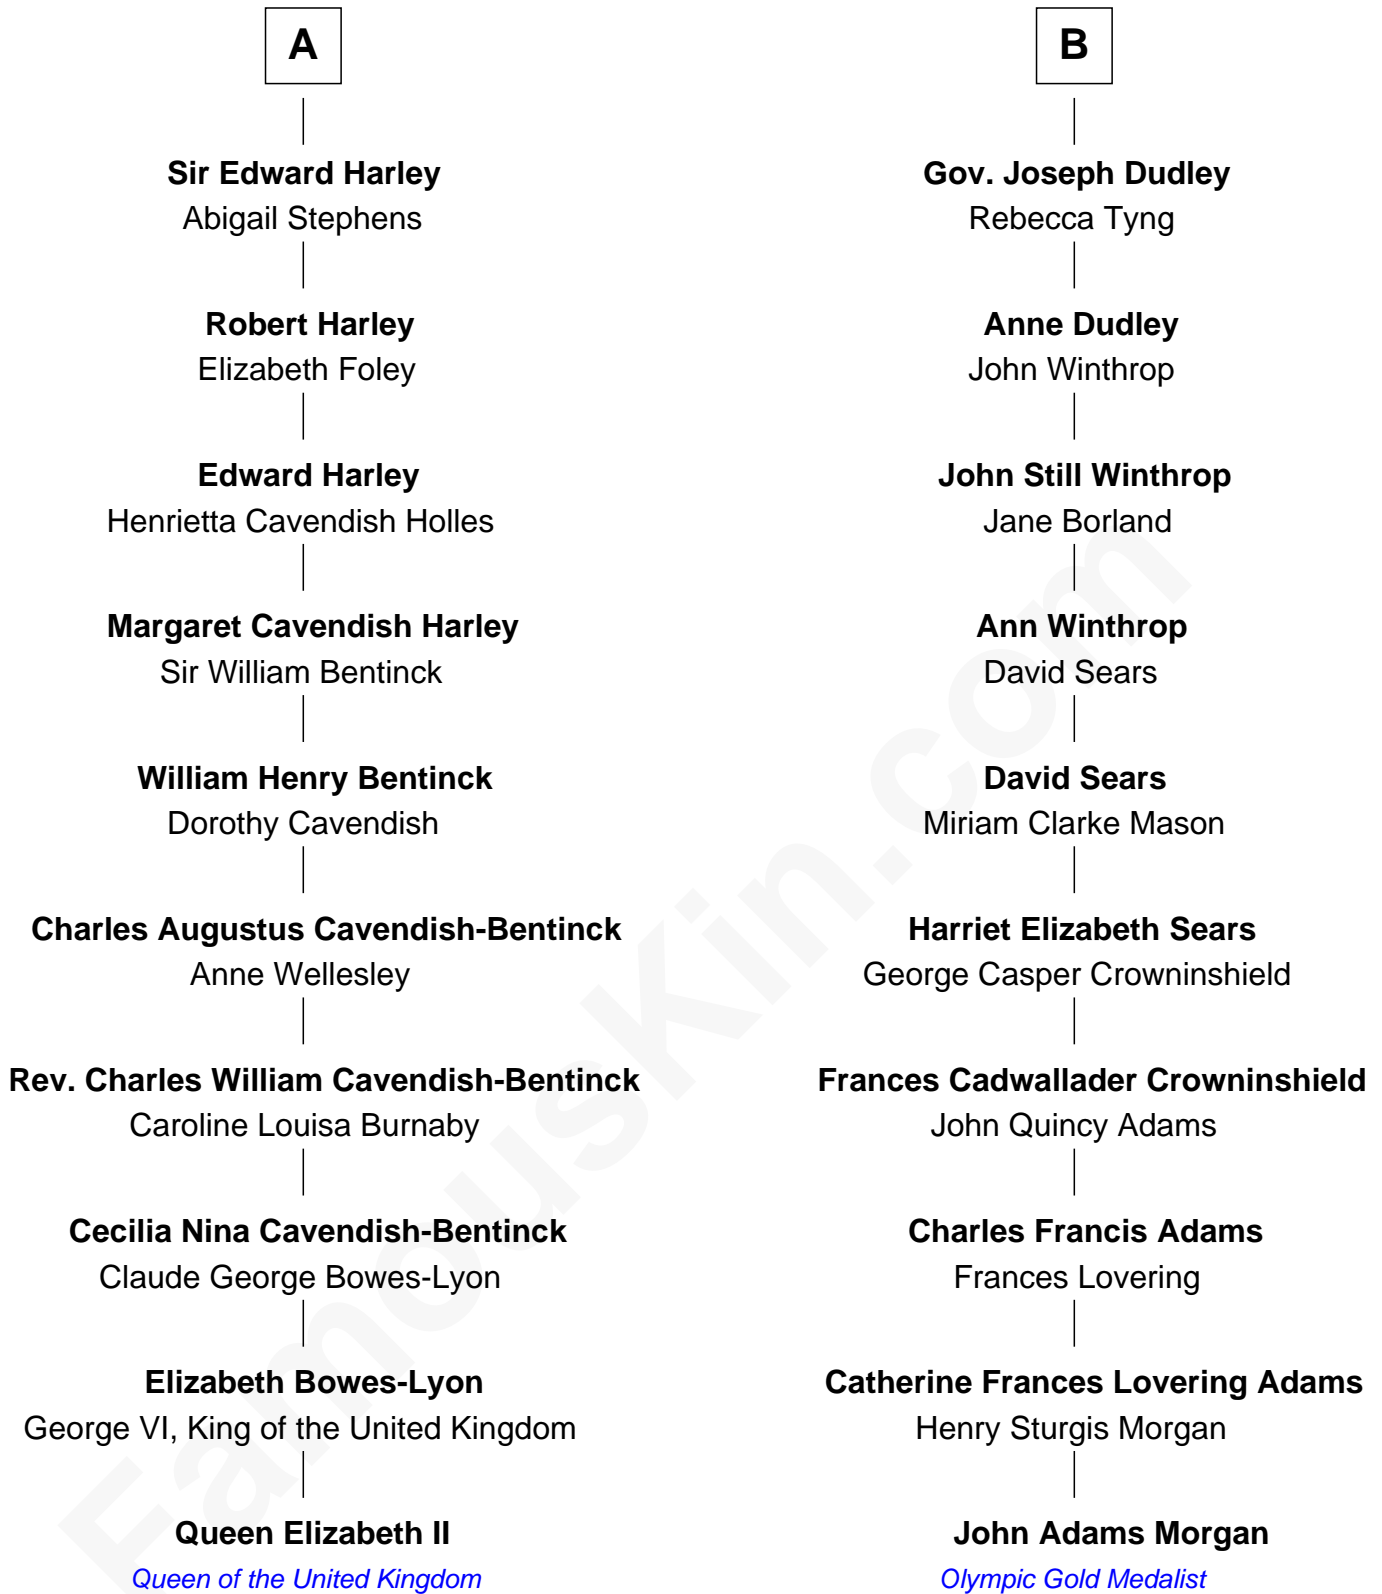 A
Sir Edward Harley
Abigail Stephens
Robert Harley
Elizabeth Foley
Edward Harley
Henrietta Cavendish Holles
Margaret Cavendish Harley
Sir William Bentinck
William Henry Bentinck
Dorothy Cavendish
Charles Augustus Cavendish-Bentinck
Anne Wellesley
Rev. Charles William Cavendish-Bentinck
Caroline Louisa Burnaby
Cecilia Nina Cavendish-Bentinck
Claude George Bowes-Lyon
Elizabeth Bowes-Lyon
George VI, King of the United Kingdom
Queen Elizabeth II
Queen of the United Kingdom
B
Gov. Joseph Dudley
Rebecca Tyng
Anne Dudley
John Winthrop
John Still Winthrop
Jane Borland
Ann Winthrop
David Sears
David Sears
Miriam Clarke Mason
Harriet Elizabeth Sears
George Casper Crowninshield
Frances Cadwallader Crowninshield
John Quincy Adams
Charles Francis Adams
Frances Lovering
Catherine Frances Lovering Adams
Henry Sturgis Morgan
John Adams Morgan
Olympic Gold Medalist
FamousKin.com